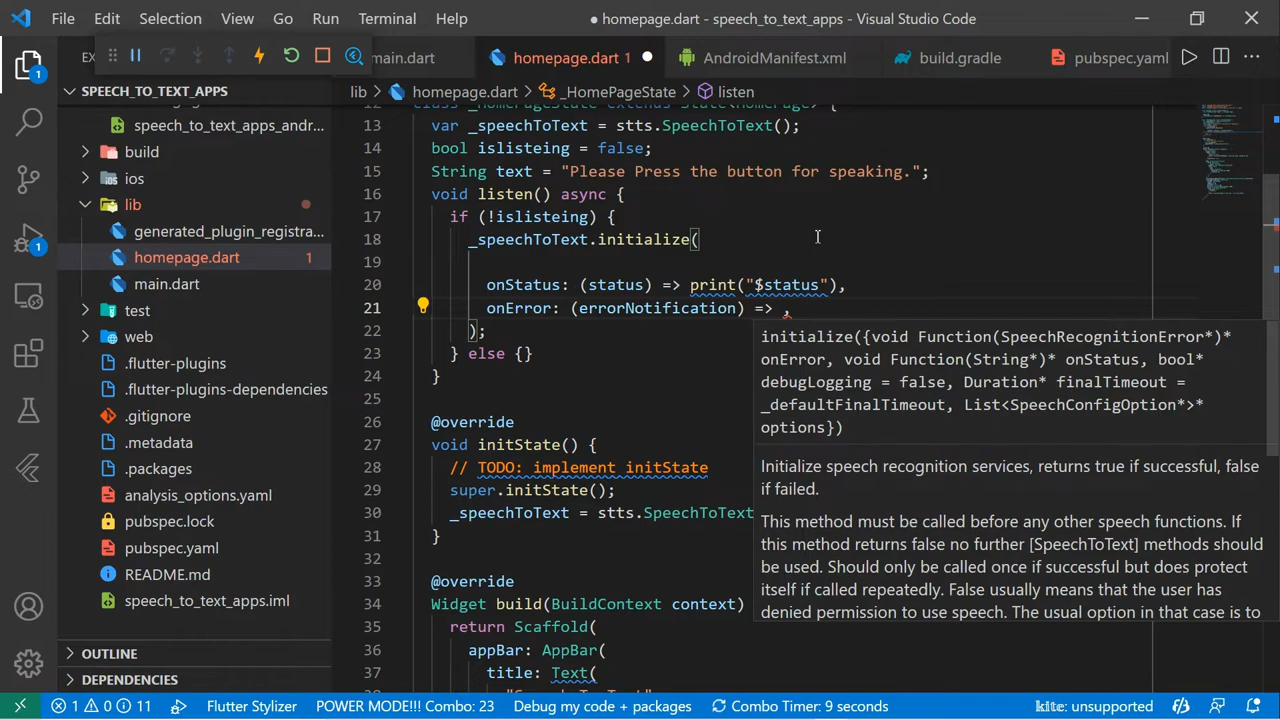 File Edit Selection View Go Run Terminal Help
homepage.dart - speech_to_text_apps - Visual Studio Code
main.dart
homepage.dart 1
AndroidManifest.xml
build.gradle
pubspec.yaml
SPEECH_TO_TEXT_APPS
lib > homepage.dart > _HomePageState > listen
speech_to_text_apps_andr...
build
ios
lib
generated_plugin_registra...
homepage.dart 1
main.dart
test
web
.flutter-plugins
.flutter-plugins-dependencies
.gitignore
.metadata
.packages
analysis_options.yaml
pubspec.lock
pubspec.yaml
README.md
speech_to_text_apps.iml
OUTLINE
DEPENDENCIES
12 class _HomePageState extends State<HomePage> {
13 var _speechToText = stts.SpeechToText();
14 bool islisteing = false;
15 String text = "Please Press the button for speaking.";
16 void listen() async {
17 if (!islisteing) {
18 _speechToText.initialize(
19
20 onStatus: (status) => print("$status"),
21 onError: (errorNotification) => ,
22 );
23 } else {}
24 }
25
26 @override
27 void initState() {
28 // TODO: implement initState
29 super.initState();
30 _speechToText = stts.SpeechToText
31 }
32
33 @override
34 Widget build(BuildContext context)
35 return Scaffold(
36 appBar: AppBar(
37 title: Text(
initialize({void Function(SpeechRecognitionError*)*
onError, void Function(String*)* onStatus, bool*
debugLogging = false, Duration* finalTimeout =
_defaultFinalTimeout, List<SpeechConfigOption*>*
options})
Initialize speech recognition services, returns true if successful, false
if failed.
This method must be called before any other speech functions. If
this method returns false no further [SpeechToText] methods should
be used. Should only be called once if successful but does protect
itself if called repeatedly. False usually means that the user has
denied permission to use speech. The usual option in that case is to
1 0 11 Flutter Stylizer POWER MODE!!! Combo: 23 Debug my code + packages Combo Timer: 9 seconds kite: unsupported